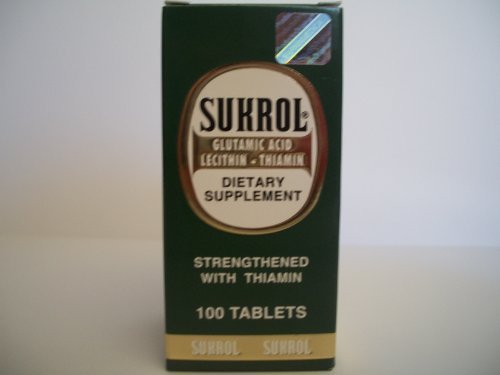 SUKROL®
GLUTAMIC ACID
LECITHIN - THIAMIN
DIETARY
SUPPLEMENT
STRENGTHENED
WITH THIAMIN
100 TABLETS
SUKROL SUKROL